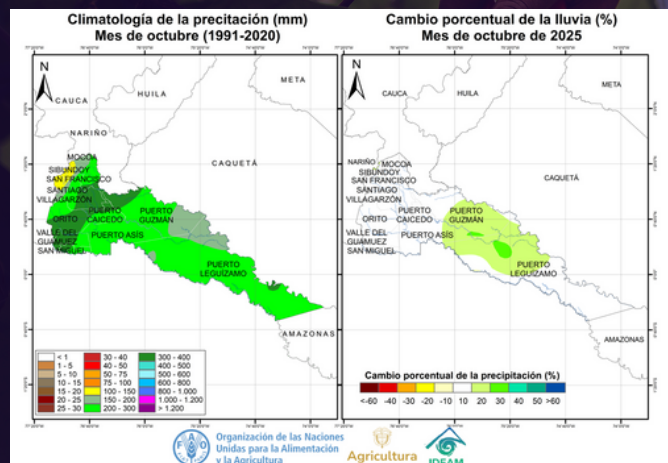 Climatología de la precitación (mm)
Mes de octubre (1991-2020)
N
META
HUILA
CAUCA
NARIÑO
CAQUETÁ
MOCOA
SIBUNDOY
SAN FRANCISCO
SANTIAGO
VILLAGARZÓN
ORITO
PUERTO
CAICEDO
PUERTO
GUZMÁN
VALLE DEL
GUAMUEZ
SAN MIGUEL
PUERTO ASÍS
PUERTO
LEGUÍZAMO
AMAZONAS
< 1
1 - 5
5 - 10
10 - 15
15 - 20
20 - 25
25 - 30
30 - 40
40 - 50
50 - 75
75 - 100
100 - 150
150 - 200
200 - 300
300 - 400
400 - 500
500 - 600
600 - 800
800 - 1.000
1.000 - 1.200
> 1.200
Cambio porcentual de la lluvia (%)
Mes de octubre de 2025
N
META
HUILA
CAUCA
NARIÑO
MOCOA
SIBUNDOY
SAN FRANCISCO
SANTIAGO
VILLAGARZÓN
CAQUETÁ
ORITO
PUERTO
CAICEDO
PUERTO
GUZMÁN
VALLE DEL
GUAMUEZ
SAN MIGUEL
PUERTO ASÍS
PUERTO
LEGUÍZAMO
AMAZONAS
Cambio porcentual de la precipitación (%)
<-60 -40 -30 -20 -10 10 20 30 40 50 >60
FAO
Organización de las Naciones
Unidas para la Alimentación
y la Agricultura
Agricultura
IDEAM